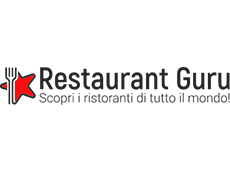 Restaurant Guru
Scopri i ristoranti di tutto il mondo!